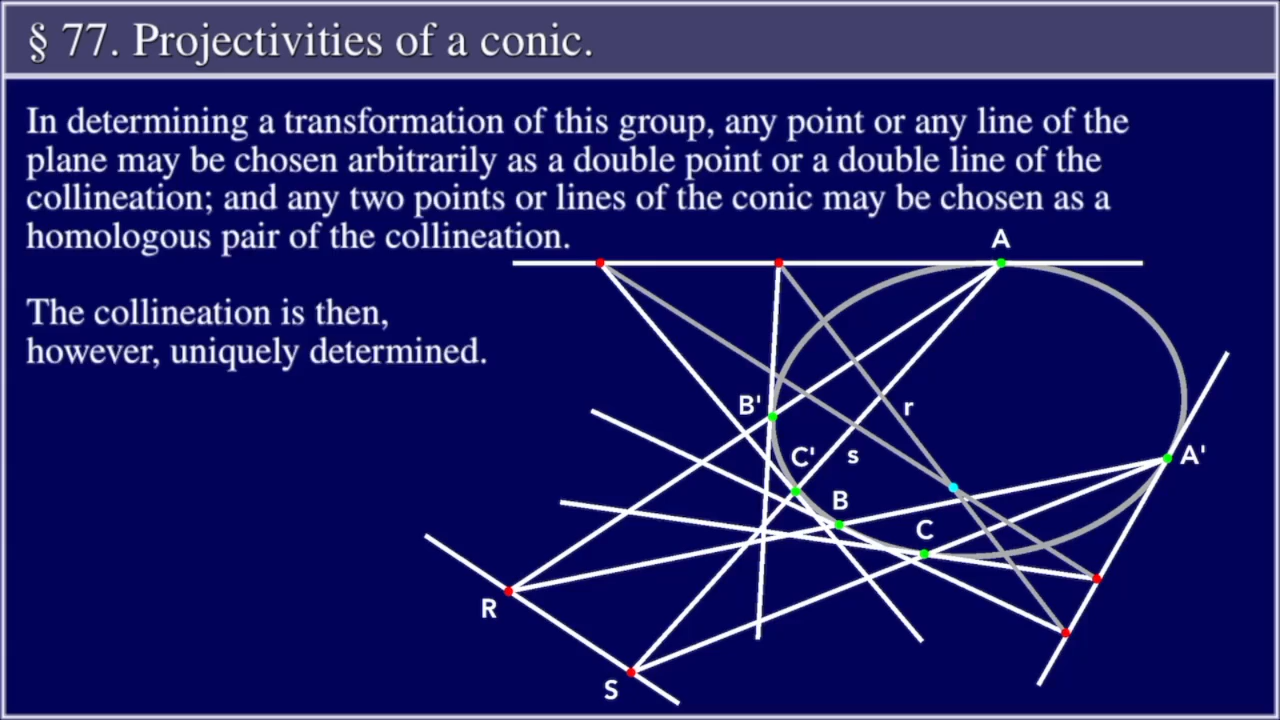 § 77. Projectivities of a conic.
In determining a transformation of this group, any point or any line of the
plane may be chosen arbitrarily as a double point or a double line of the
collineation; and any two points or lines of the conic may be chosen as a
homologous pair of the collineation.
A
The collineation is then,
however, uniquely determined.
B'
r
C'
s
A'
B
C
R
S